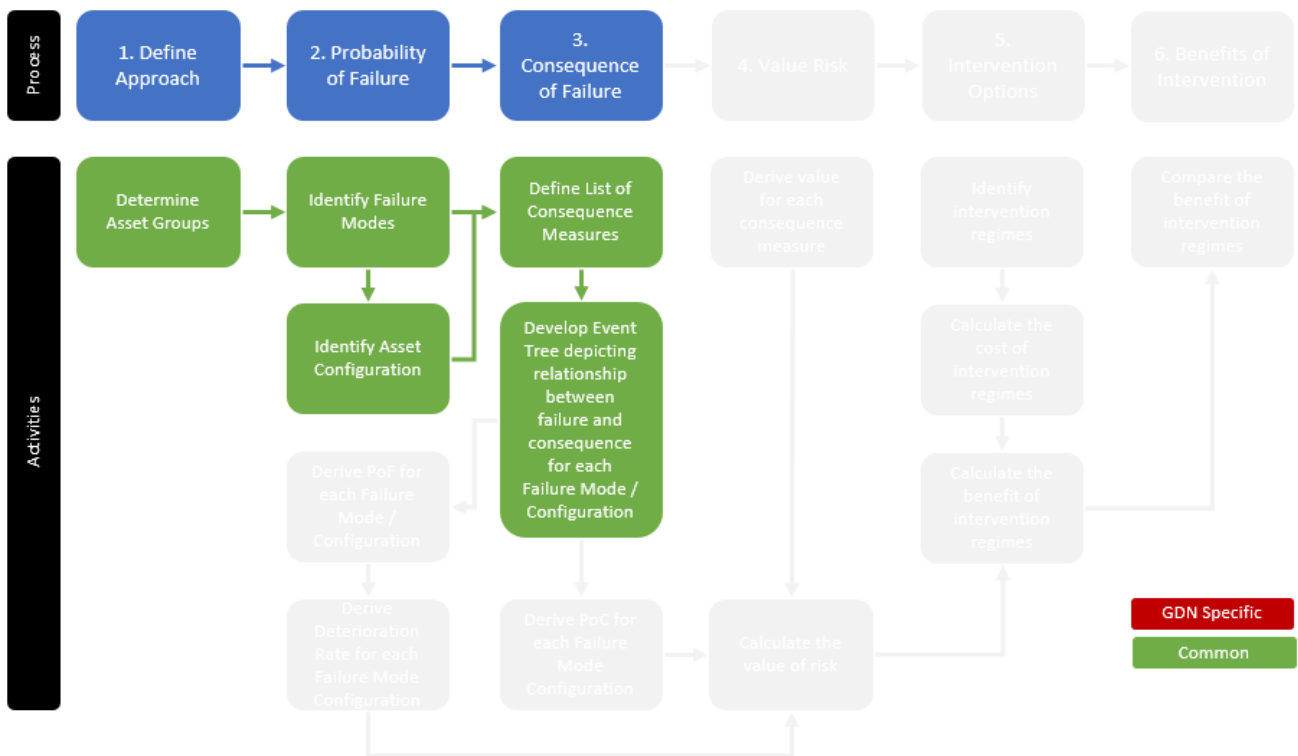 Process
1. Define
Approach
2. Probability
of Failure
3.
Consequence
of Failure
4. Value Risk
5.
Intervention
Options
6. Benefits of
Intervention
Activities
Determine
Asset Groups
Identify Failure
Modes
Define List of
Consequence
Measures
Derive value
for each
consequence
measure
Identify
intervention
regimes
Compare the
benefit of
intervention
regimes
Identify Asset
Configuration
Develop Event
Tree depicting
relationship
between
failure and
consequence
for each
Failure Mode /
Configuration
Calculate the
cost of
intervention
regimes
Derive PoF for
each Failure
Mode /
Configuration
Calculate the
benefit of
intervention
regimes
Derive
Deterioration
Rate for each
Failure Mode
Configuration
Derive PoC for
each Failure
Mode
Configuration
Calculate the
value of risk
GDN Specific
Common